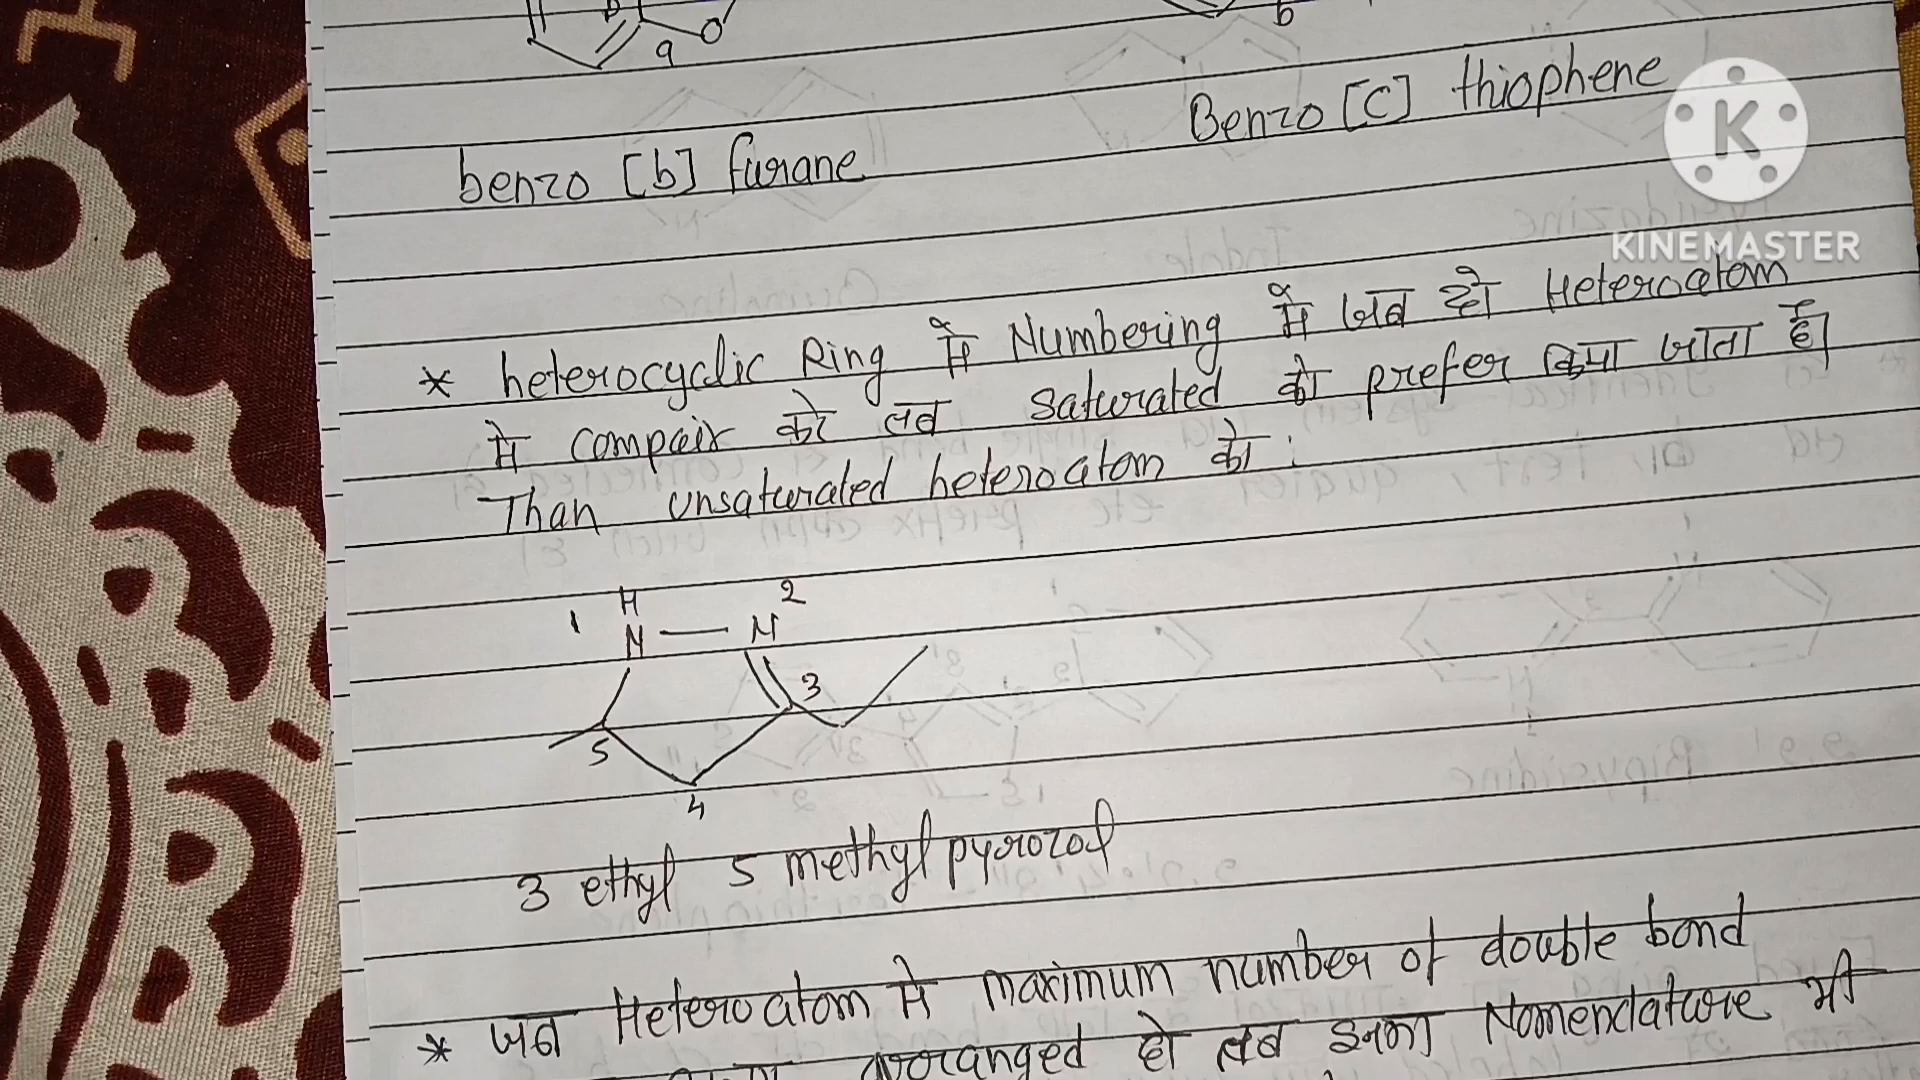 b
a
O
b
Benzo [C] thiophene
benzo [b] furane
K
KINEMASTER
* heterocyclic Ring में Numbering में जब दो Heteroatom
में compair करे तब saturated को prefer किया जाता है।
Than unsaturated heteroatom को
1 H 2
N N
3
5
4
3 ethyl 5 methyl pyrozol
* जब Heteroatom में maximum number of double bond
arranged हो तब इनका Nomenclature भी